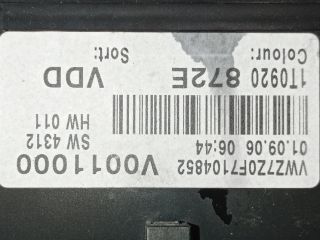 VWZ7Z0F7104852 V0011000
01.09.06 06:44 SW 4312
HW 011
1T0920 872E VDD
Colour: Sort: